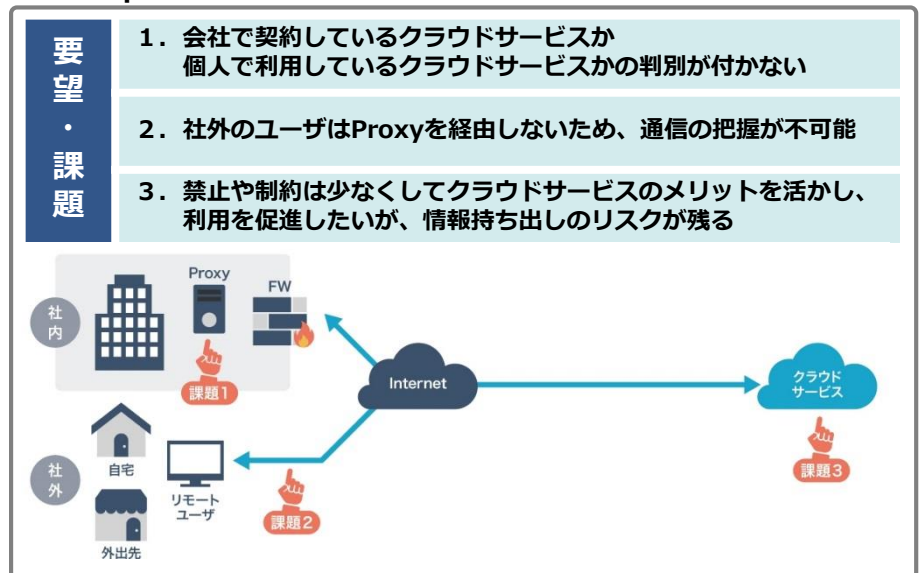 要望・課題
１．会社で契約しているクラウドサービスか
個人で利用しているクラウドサービスかの判別が付かない
２．社外のユーザはProxyを経由しないため、通信の把握が不可能
３．禁止や制約は少なくしてクラウドサービスのメリットを活かし、
利用を促進したいが、情報持ち出しのリスクが残る
社内
Proxy
FW
課題1
Internet
クラウド
サービス
課題3
社外
自宅
リモート
ユーザ
課題2
外出先